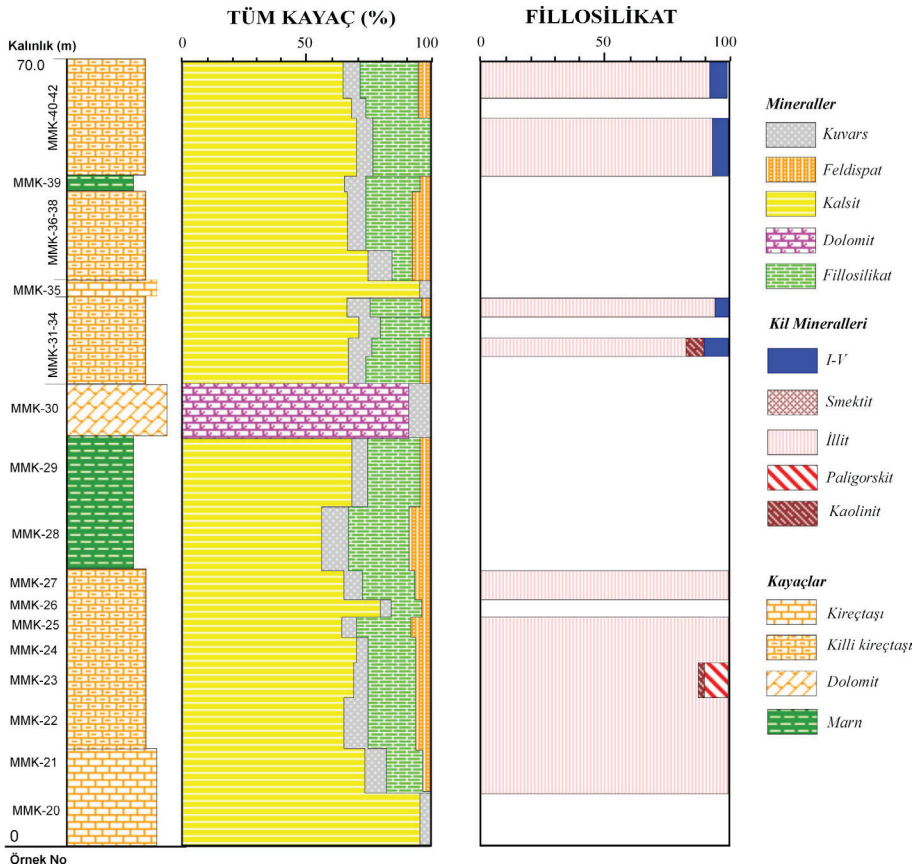 TÜM KAYAÇ (%)
FİLLOSİLİKAT
Kalınlık (m)
0
50
100
0
50
100
70.0
MMK-40-42
MMK-39
MMK-36-38
MMK-35
MMK-31-34
MMK-30
MMK-29
MMK-28
MMK-27
MMK-26
MMK-25
MMK-24
MMK-23
MMK-22
MMK-21
MMK-20
0
Örnek No
Mineraller
Kuvars
Feldispat
Kalsit
Dolomit
Fillosilikat
Kil Mineralleri
I-V
Smektit
İllit
Paligorskit
Kaolinit
Kayaçlar
Kireçtaşı
Killi kireçtaşı
Dolomit
Marn